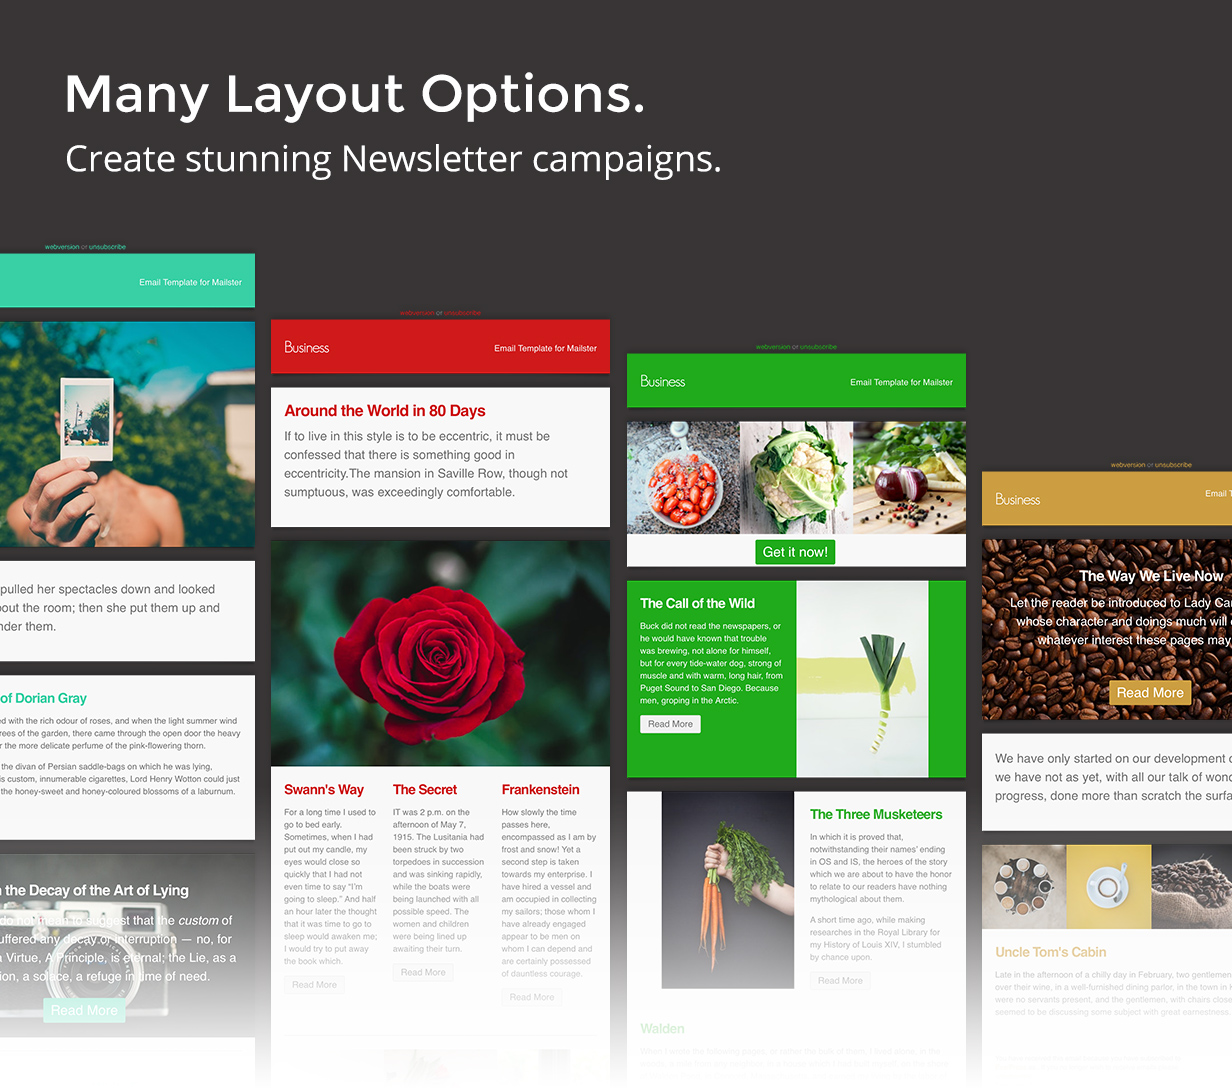 Many Layout Options.
Create stunning Newsletter campaigns.
webversion or unsubscribe
Email Template for Mailster
pulled her spectacles down and looked
out the room; then she put them up and
nder them.
of Dorian Gray
ed with the rich odour of roses, and when the light summer wind
rees of the garden, there came through the open door the heavy
r the more delicate perfume of the pink-flowering thorn.
the divan of Persian saddle-bags on which he was lying,
is custom, innumerable cigarettes, Lord Henry Wotton could just
the honey-sweet and honey-coloured blossoms of a laburnum.
the Decay of the Art of Lying
do not mean to suggest that the custom of
uffered any decay or interruption — no, for
Virtue, A Principle, is eternal; the Lie, as a
ion, a solace, a refuge in time of need.
Read More
webversion or unsubscribe
Business
Email Template for Mailster
Around the World in 80 Days
If to live in this style is to be eccentric, it must be
confessed that there is something good in
eccentricity.The mansion in Saville Row, though not
sumptuous, was exceedingly comfortable.
Swann's Way
For a long time I used to
go to bed early.
Sometimes, when I had
put out my candle, my
eyes would close so
quickly that I had not
even time to say "I'm
going to sleep." And half
an hour later the thought
that it was time to go to
sleep would awaken me;
I would try to put away
the book which.
Read More
The Secret
IT was 2 p.m. on the
afternoon of May 7,
1915. The Lusitania had
been struck by two
torpedoes in succession
and was sinking rapidly,
while the boats were
being launched with all
possible speed. The
women and children
were being lined up
awaiting their turn.
Read More
Frankenstein
How slowly the time
passes here,
encompassed as I am by
frost and snow! Yet a
second step is taken
towards my enterprise. I
have hired a vessel and
am occupied in collecting
my sailors; those whom I
have already engaged
appear to be men on
whom I can depend and
are certainly possessed
of dauntless courage.
Read More
webversion or unsubscribe
Business
Email Template for Mailster
Get it now!
The Call of the Wild
Buck did not read the newspapers, or
he would have known that trouble
was brewing, not alone for himself,
but for every tide-water dog, strong of
muscle and with warm, long hair, from
Puget Sound to San Diego. Because
men, groping in the Arctic.
Read More
The Three Musketeers
In which it is proved that,
notwithstanding their names' ending
in OS and IS, the heroes of the story
which we are about to have the honor
to relate to our readers have nothing
mythological about them.
A short time ago, while making
researches in the Royal Library for
my History of Louis XIV, I stumbled
by chance upon.
Read More
Walden
webversion or unsubscribe
Business
Email T
The Way We Live Now
Let the reader be introduced to Lady Car
whose character and doings much will
whatever interest these pages may
Read More
We have only started on our development
we have not as yet, with all our talk of wond
progress, done more than scratch the surfa
Uncle Tom's Cabin
Late in the afternoon of a chilly day in February, two gentlemen
over their wine, in a well-furnished dining parlor, in the town
were no servants present, and the gentlemen, with chairs close
seemed to be discussing some subject with great earnestness.